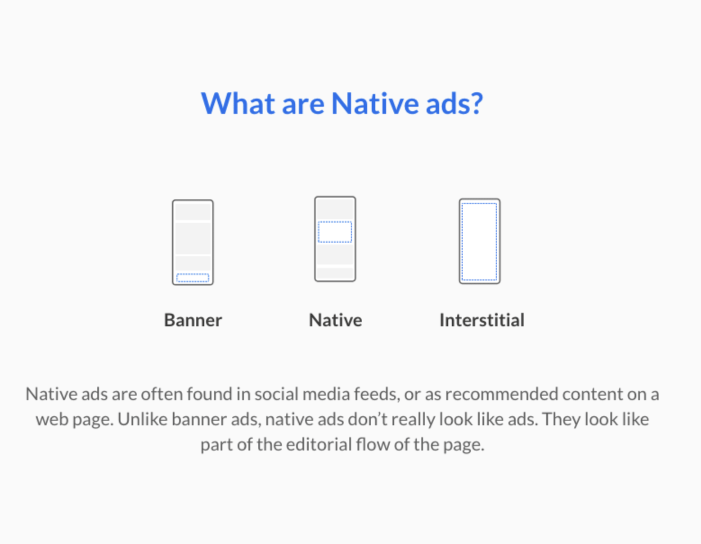 What are Native ads?
Banner
Native
Interstitial
Native ads are often found in social media feeds, or as recommended content on a
web page. Unlike banner ads, native ads don’t really look like ads. They look like
part of the editorial flow of the page.